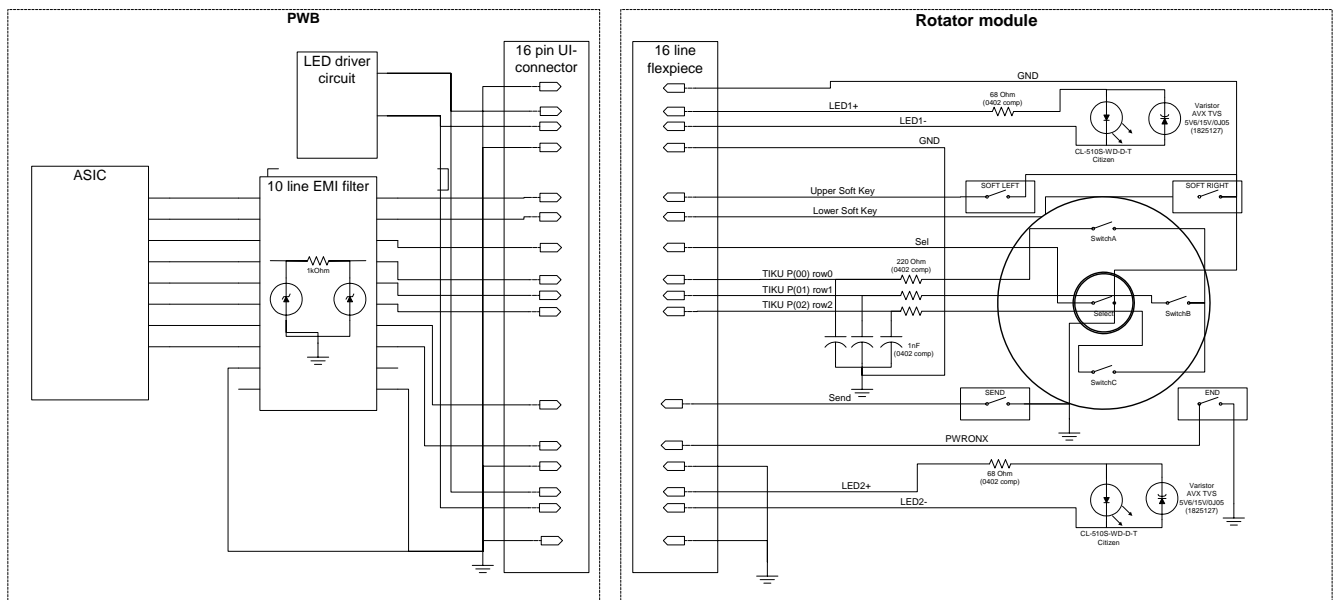 PWB
LED driver
circuit
16 pin UI-
connector
ASIC
10 line EMI filter
1kOhm
Rotator module
16 line
flexpiece
GND
68 Ohm
(0402 comp)
LED1+
LED1-
Varistor
AVX TVS
5V6/15V/0J05
(1825127)
CL-510S-WD-D-T
Citizen
GND
Upper Soft Key
SOFT LEFT
SOFT RIGHT
Lower Soft Key
SwitchA
Sel
220 Ohm
(0402 comp)
TIKU P(00) row0
TIKU P(01) row1
TIKU P(02) row2
Select
SwitchB
1nF
(0402 comp)
SwitchC
Send
SEND
END
PWRONX
68 Ohm
(0402 comp)
LED2+
LED2-
Varistor
AVX TVS
5V6/15V/0J05
(1825127)
CL-510S-WD-D-T
Citizen